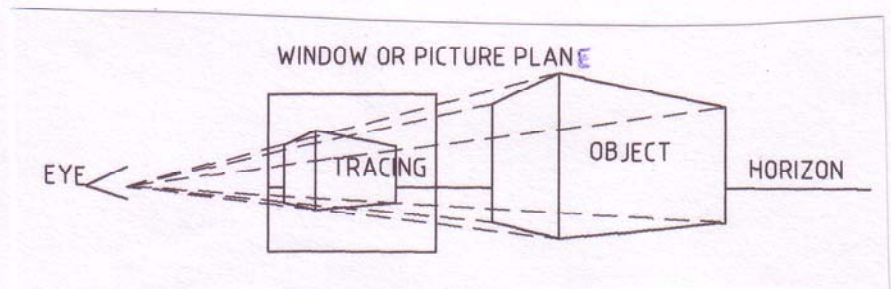 WINDOW OR PICTURE PLANE
EYE
TRACING
OBJECT
HORIZON